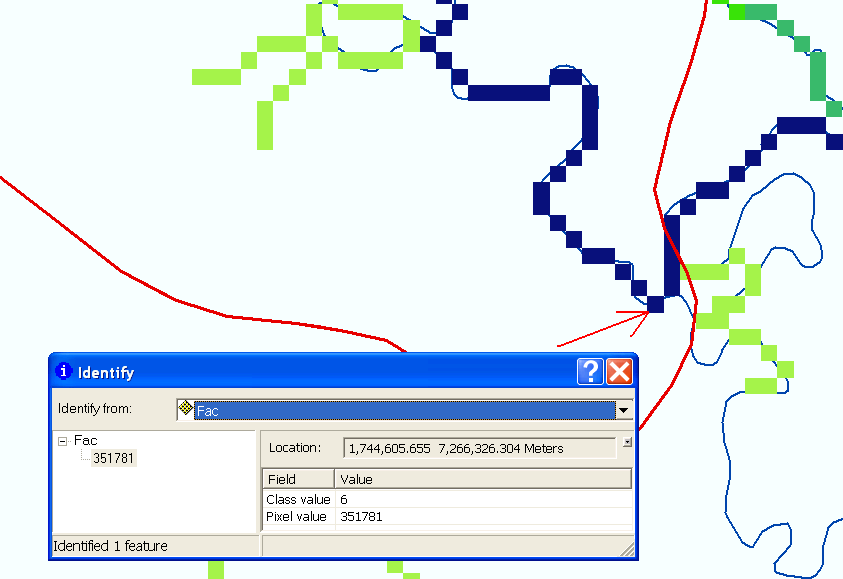 Identify
Identify from: Fac
Fac
351781
Location: 1,744,605.655 7,266,326.304 Meters
Field Value
Class value 6
Pixel value 351781
Identified 1 feature